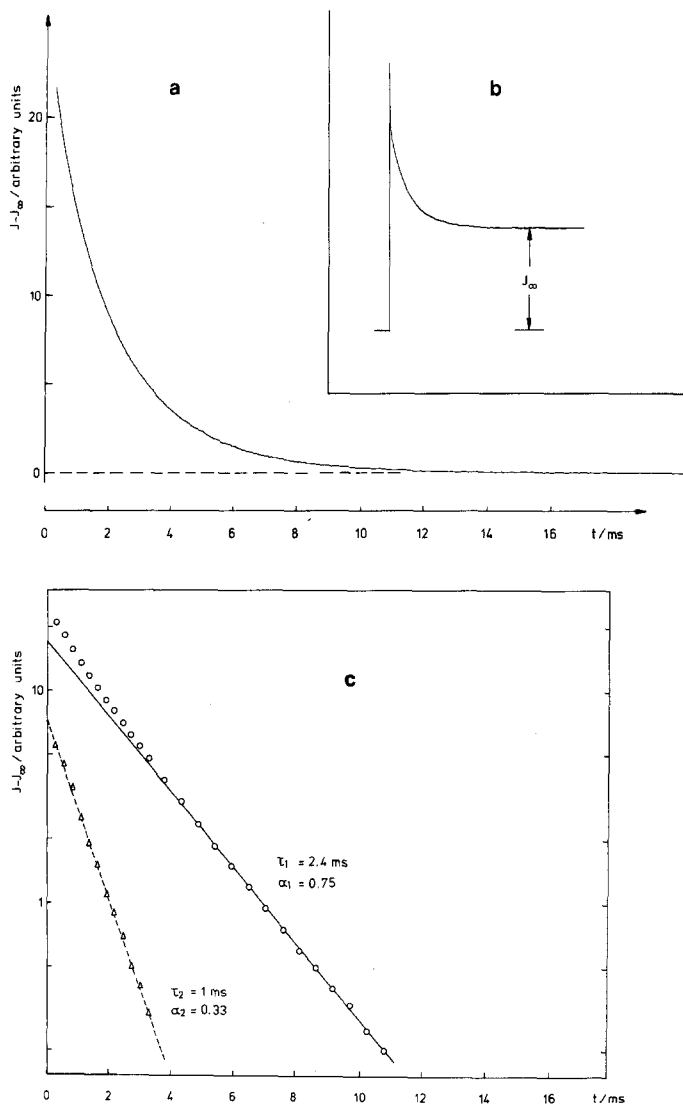 a
b
20
10
0
J-J∞/arbitrary units
J∞
0 2 4 6 8 10 12 14 16 t/ms
c
10
1
J-J∞/arbitrary units
τ₁ = 2.4 ms
α₁ = 0.75
τ₂ = 1 ms
α₂ = 0.33
0 2 4 6 8 10 12 14 16 t/ms